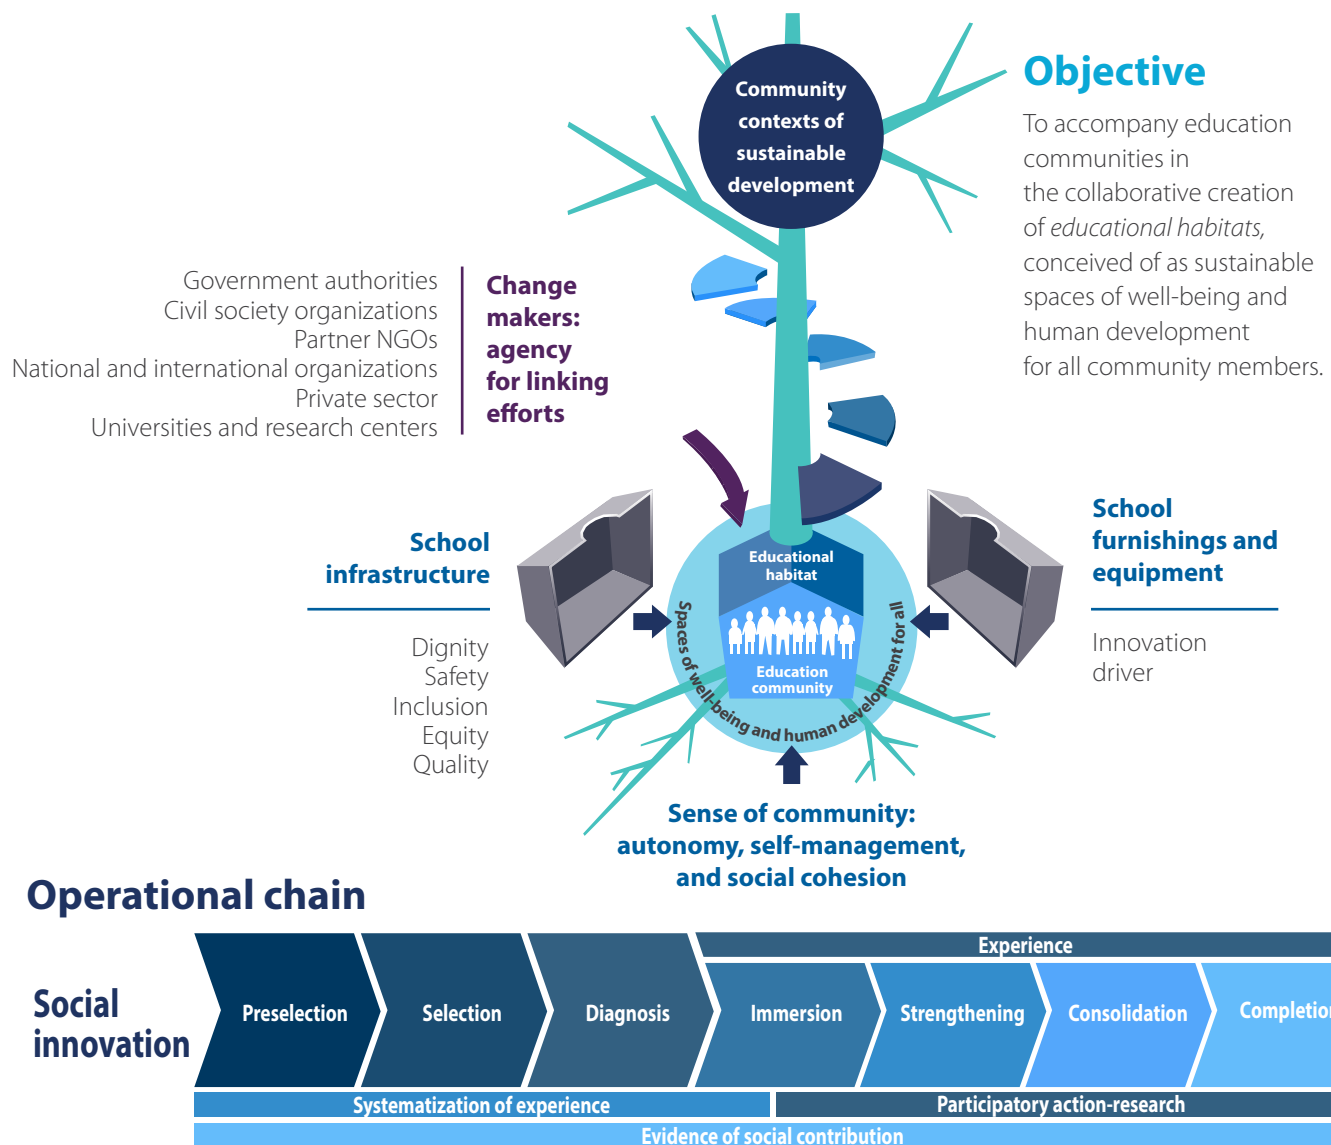 Community
contexts of
sustainable
development
Objective
To accompany education
communities in
the collaborative creation
of educational habitats,
conceived of as sustainable
spaces of well-being and
human development
for all community members.
Government authorities
Civil society organizations
Partner NGOs
National and international organizations
Private sector
Universities and research centers
Change
makers:
agency
for linking
efforts
School
infrastructure
Dignity
Safety
Inclusion
Equity
Quality
School
furnishings and
equipment
Innovation
driver
Educational
habitat
Education
community
Spaces of well-being and human development for all
Sense of community:
autonomy, self-management,
and social cohesion
Operational chain
Social
innovation
Experience
Preselection
Selection
Diagnosis
Immersion
Strengthening
Consolidation
Completion
Systematization of experience
Participatory action-research
Evidence of social contribution